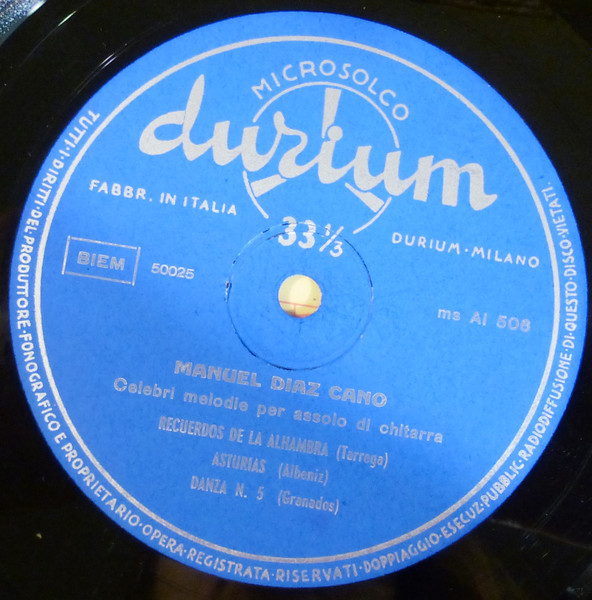 MICROSOLCO
durium
FABBR. IN ITALIA
33 1/3
DURIUM·MILANO
BIEM
50025
ms AI 508
MANUEL DIAZ CANO
Celebri melodie per assolo di chitarra
RECUERDOS DE LA ALHAMBRA (Tarrega)
ASTURIAS (Albeniz)
DANZA N. 5 (Granados)
TUTTI·I·DIRITTI·DEL·PRODUTTORE·FONOGRAFICO E PROPRIETARIO·OPERA·REGISTRATA·RISERVATI·DOPPIAGGIO·ESECUZ·PUBBLIC·RADIODIFFUSIONE·DI·QUESTO·DISCO·VIETATI·